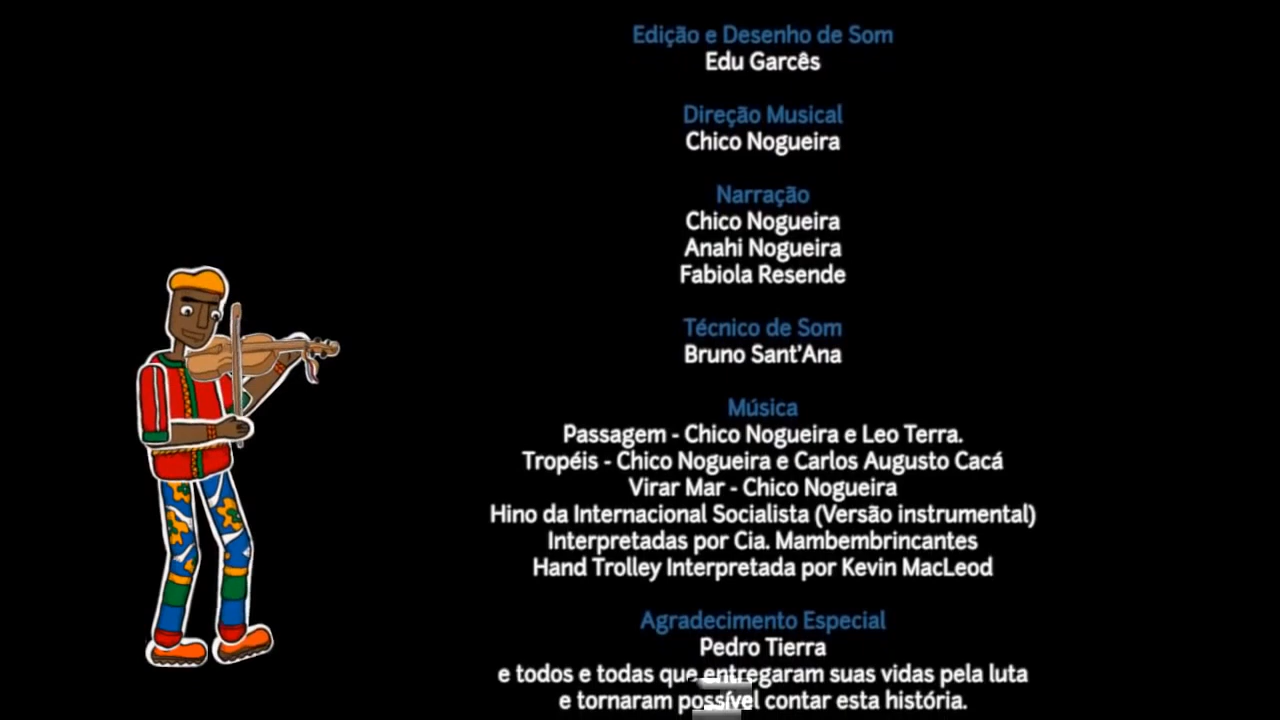 Edição e Desenho de Som
Edu Garcês
Direção Musical
Chico Nogueira
Narração
Chico Nogueira
Anahi Nogueira
Fabiola Resende
Técnico de Som
Bruno Sant'Ana
Música
Passagem - Chico Nogueira e Leo Terra.
Tropéis - Chico Nogueira e Carlos Augusto Cacá
Virar Mar - Chico Nogueira
Hino da Internacional Socialista (Versão instrumental)
Interpretadas por Cia. Mambembrincantes
Hand Trolley Interpretada por Kevin MacLeod
Agradecimento Especial
Pedro Tierra
e todos e todas que entregaram suas vidas pela luta
e tornaram possível contar esta história.